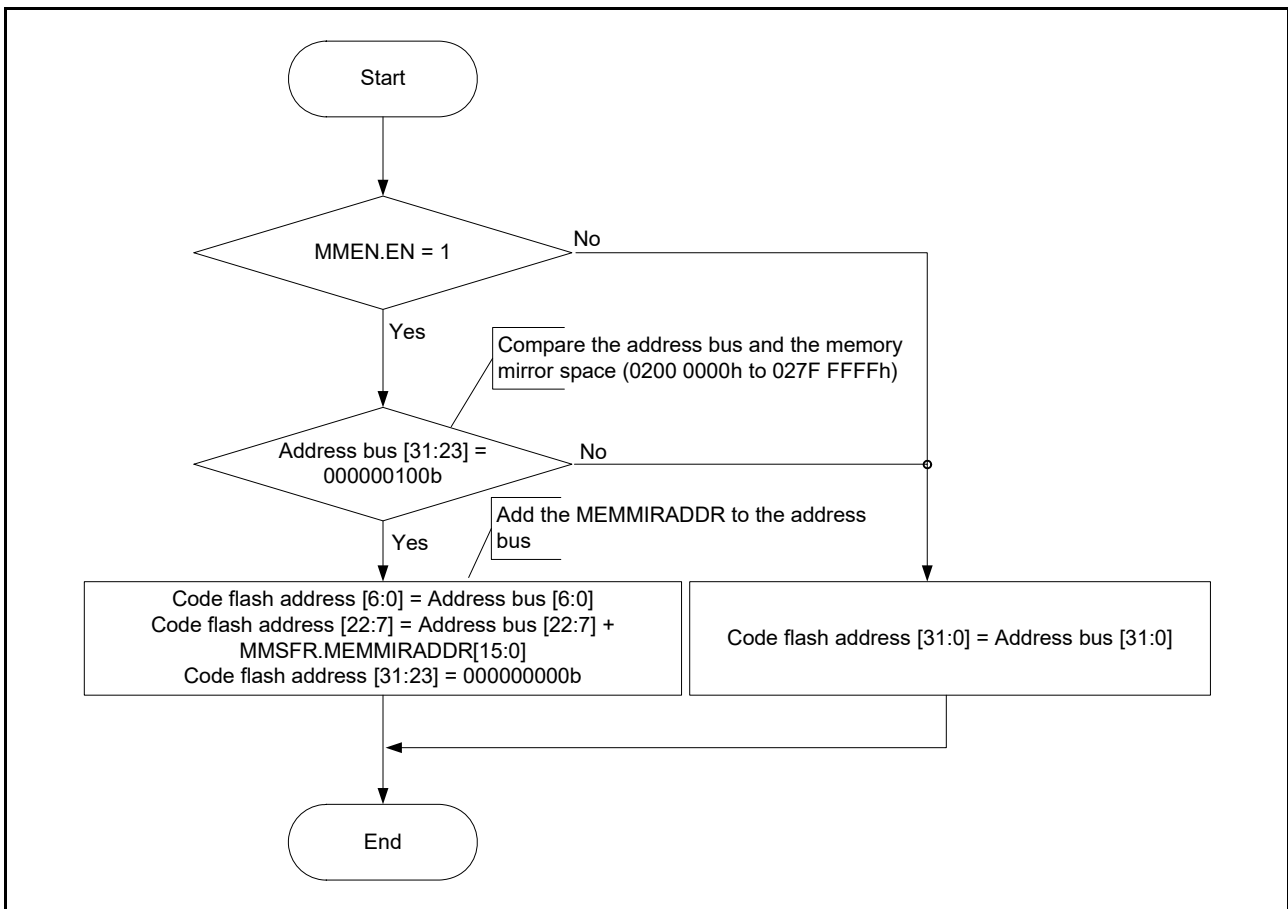 Start
MMEN.EN = 1
No
Yes
Compare the address bus and the memory
mirror space (0200 0000h to 027F FFFFh)
Address bus [31:23] =
000000100b
No
Yes
Add the MEMMIRADDR to the address
bus
Code flash address [6:0] = Address bus [6:0]
Code flash address [22:7] = Address bus [22:7] +
MMSFR.MEMMIRADDR[15:0]
Code flash address [31:23] = 000000000b
Code flash address [31:0] = Address bus [31:0]
End